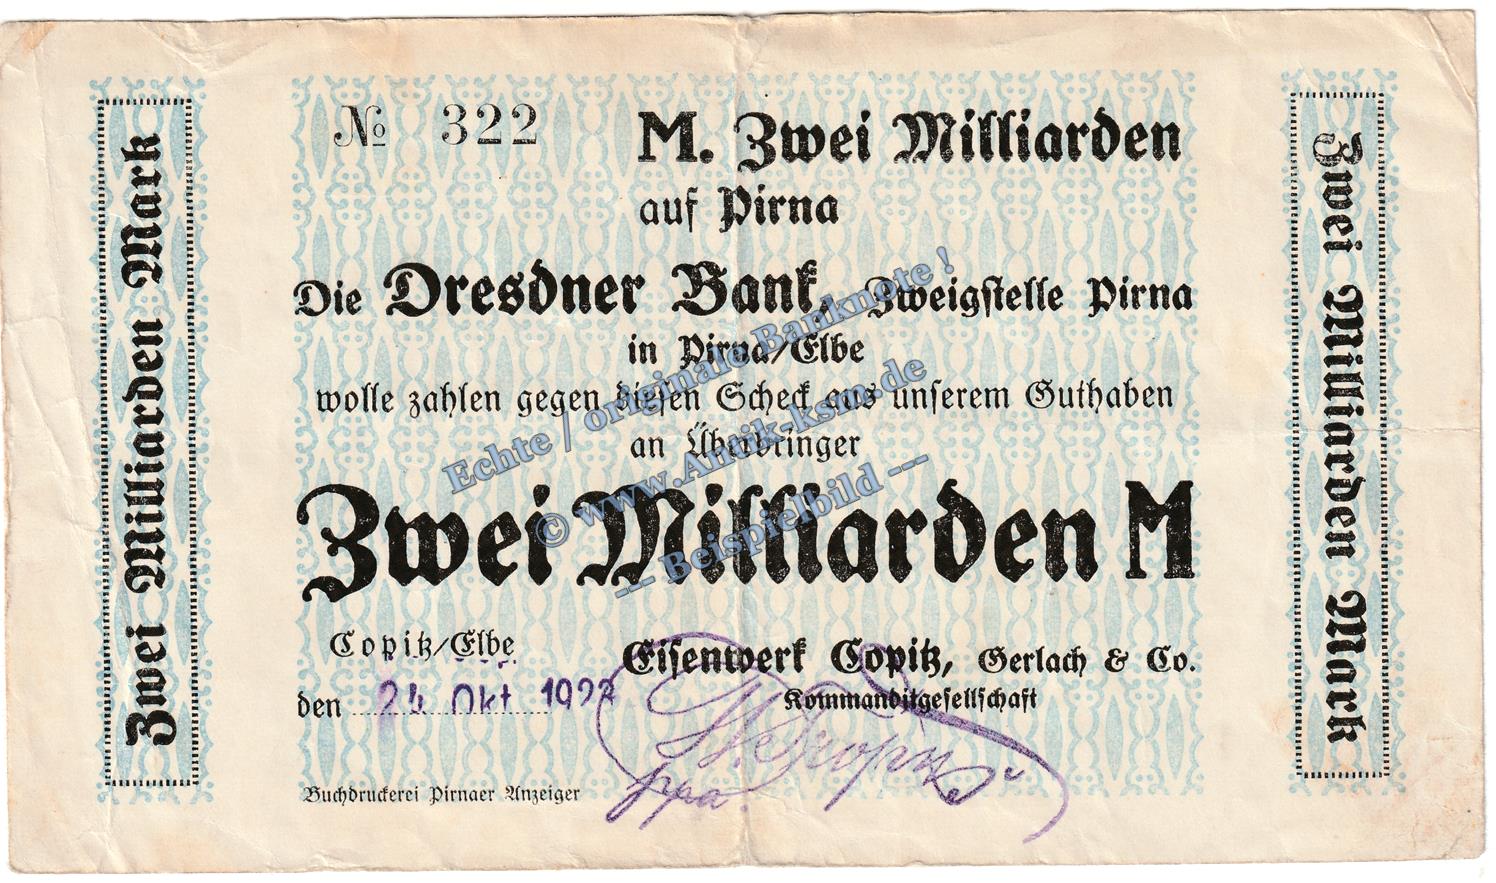 Zwei Milliarden Mark
№ 322
M. Zwei Milliarden
auf Pirna
Die Dresdner Bank, Zweigstelle Pirna
in Pirna/Elbe
wolle zahlen gegen diesen Scheck aus unserem Guthaben
an Überbringer
Zwei Milliarden M
Copitz/Elbe
den 24. Okt. 1923
Eisenwerk Copitz, Gerlach & Co.
Kommanditgesellschaft
ppa.
Buchdruckerei Pirnaer Anzeiger
Zwei Milliarden Mark
Echte / originale Banknote !
© www.Antik-ksm.de
--- Beispielbild ---